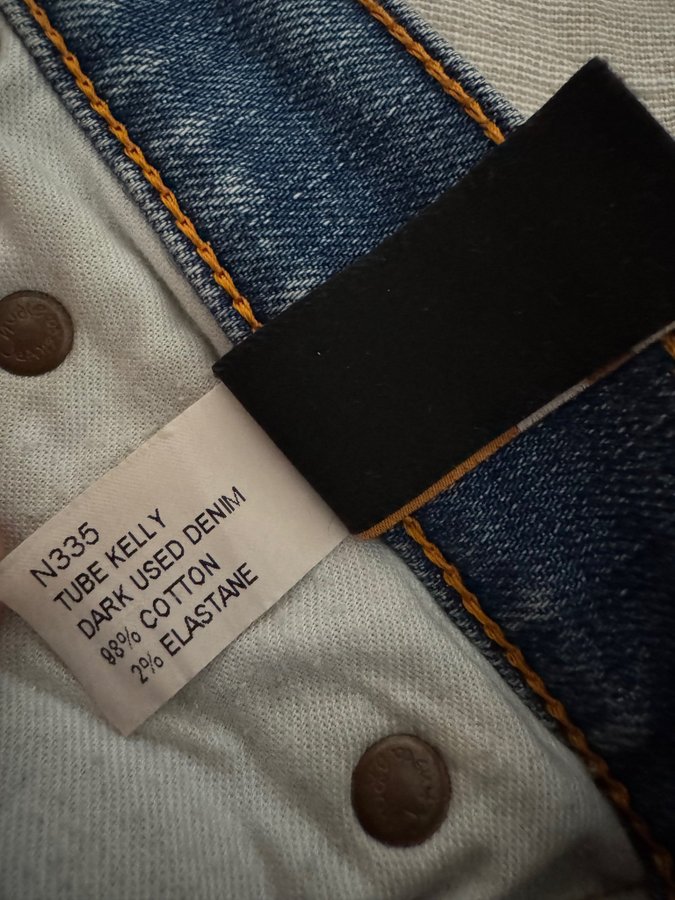 N335
TUBE KELLY
DARK USED DENIM
98% COTTON
2% ELASTANE